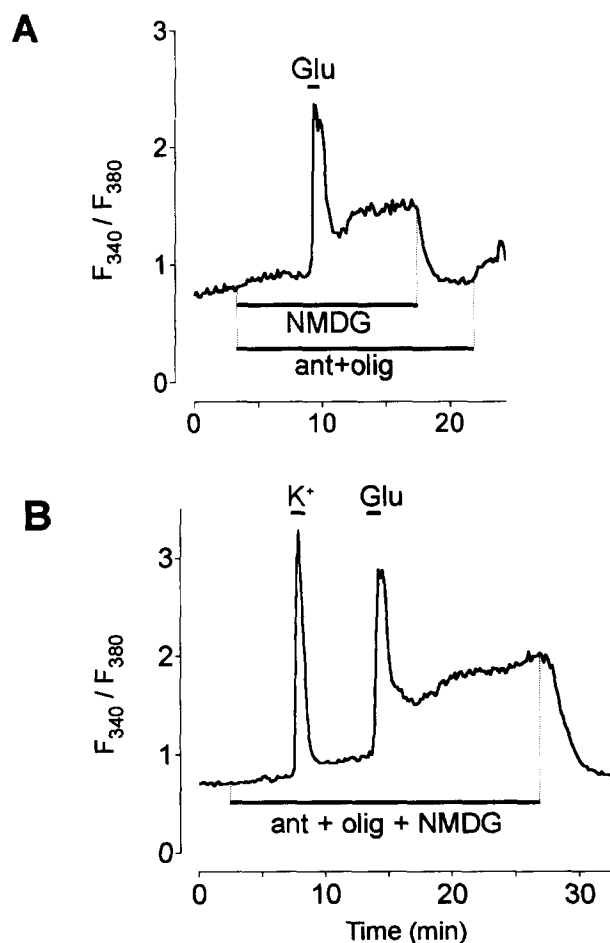 A
3
Glu
2
F340 / F380
1
NMDG
ant+olig
0
0 10 20
B
K+ Glu
3
2
F340 / F380
1
ant + olig + NMDG
0
0 10 20 30
Time (min)